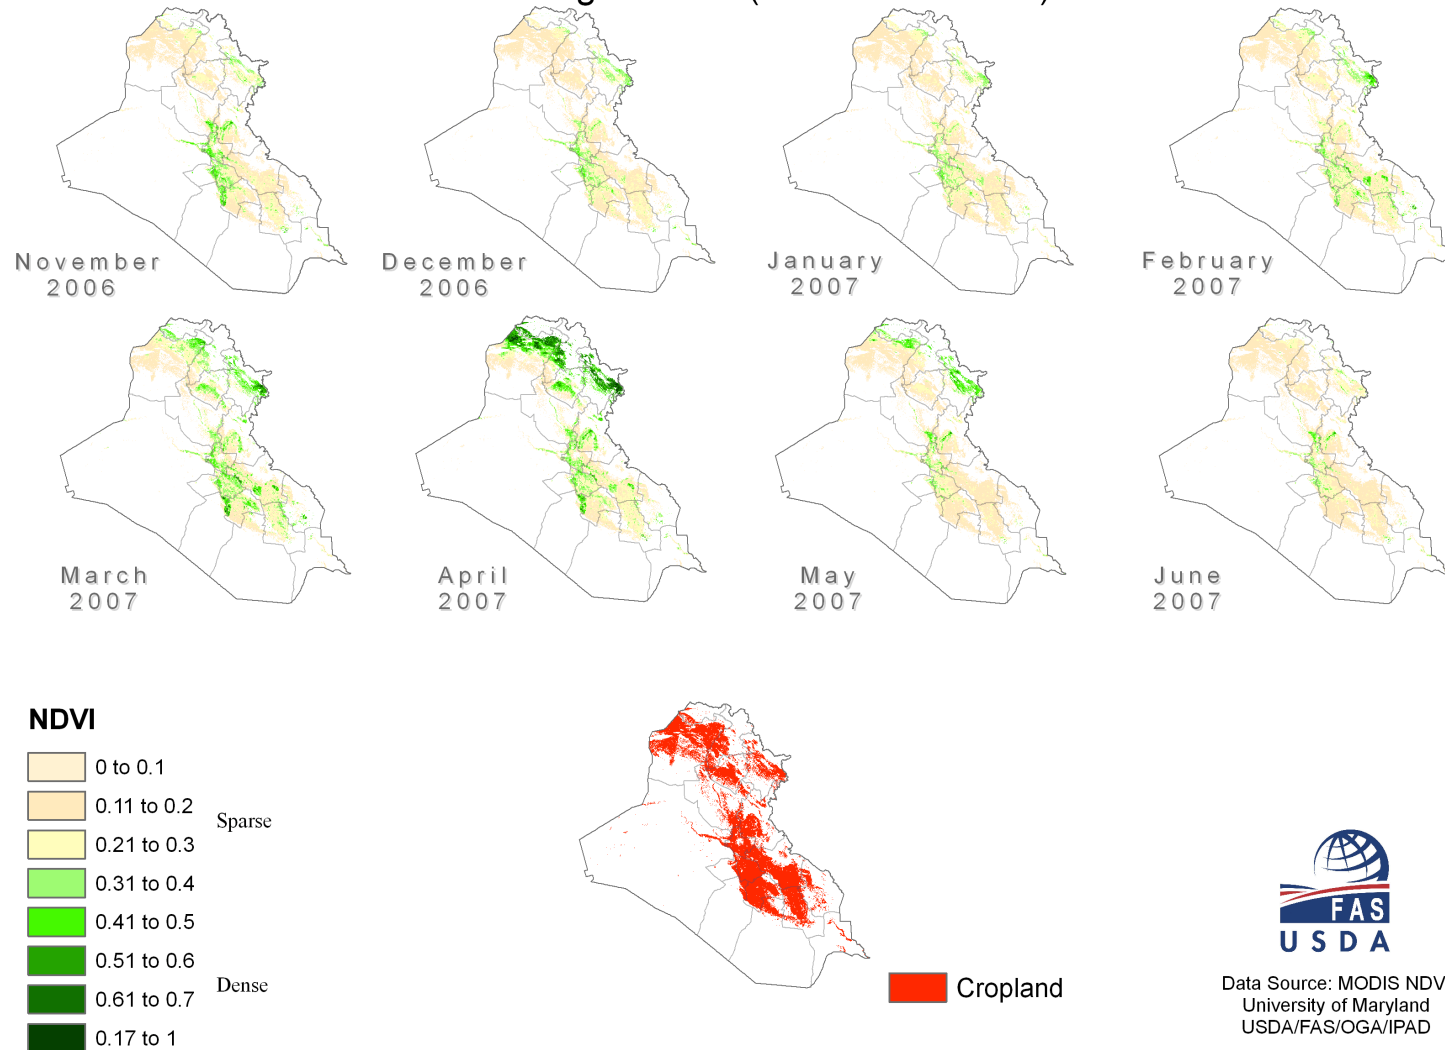 November
2006
December
2006
January
2007
February
2007
March
2007
April
2007
May
2007
June
2007
NDVI
0 to 0.1
0.11 to 0.2
Sparse
0.21 to 0.3
0.31 to 0.4
0.41 to 0.5
0.51 to 0.6
Dense
0.61 to 0.7
0.17 to 1
Cropland
FAS
USDA
Data Source: MODIS NDV
University of Maryland
USDA/FAS/OGA/IPAD